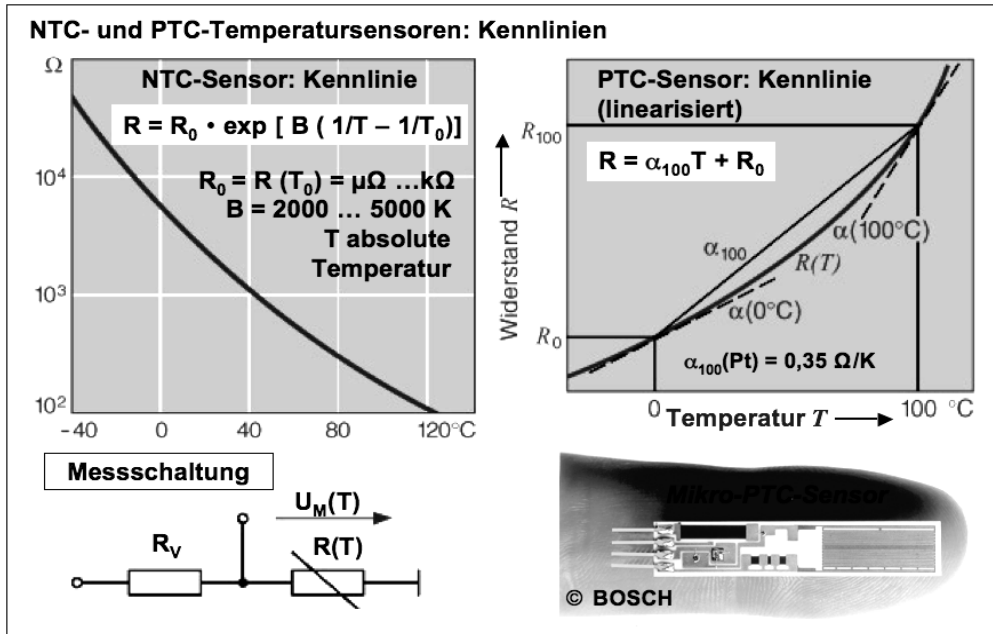 NTC- und PTC-Temperatursensoren: Kennlinien
Ω
NTC-Sensor: Kennlinie
R = R₀ • exp [ B ( 1/T – 1/T₀)]
R₀ = R (T₀) = µΩ ...kΩ
B = 2000 ... 5000 K
T absolute
Temperatur
10⁴
10³
10²
-40
0
40
80
120°C
PTC-Sensor: Kennlinie
(linearisiert)
R₁₀₀
R = α₁₀₀T + R₀
Widerstand R
α₁₀₀
α(100°C)
R(T)
α(0°C)
R₀
α₁₀₀(Pt) = 0,35 Ω/K
0
Temperatur T
100 °C
Messschaltung
U_M(T)
R_V
R(T)
Mikro-PTC-Sensor
© BOSCH